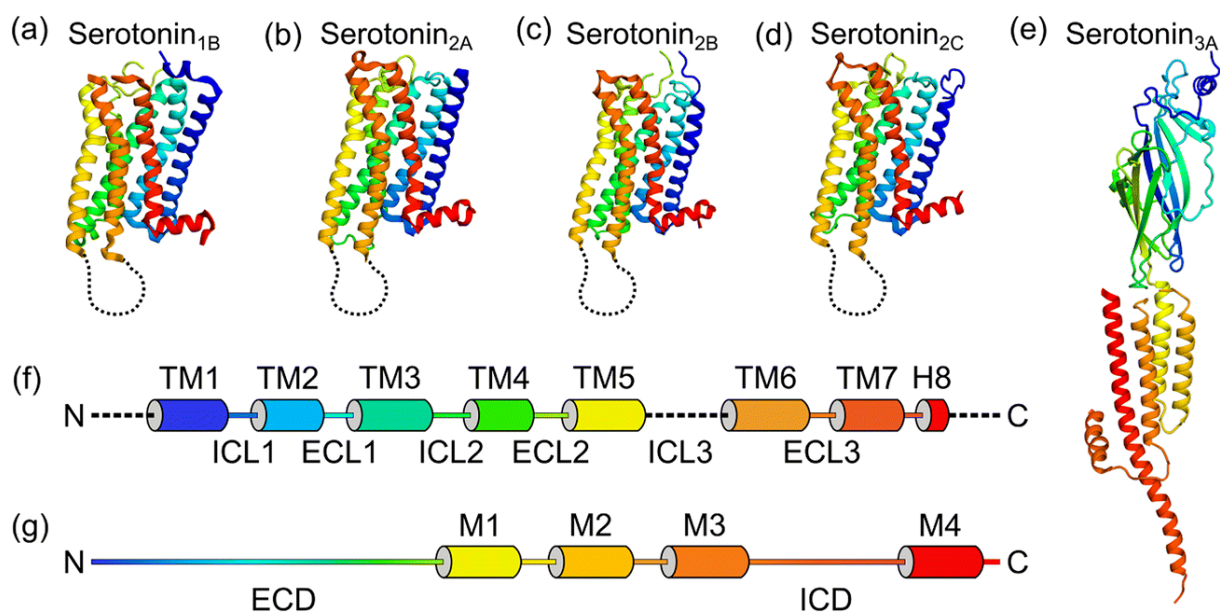 (a) Serotonin1B
(b) Serotonin2A
(c) Serotonin2B
(d) Serotonin2C
(e) Serotonin3A
(f)
TM1 TM2 TM3 TM4 TM5 TM6 TM7 H8
N C
ICL1 ECL1 ICL2 ECL2 ICL3 ECL3
(g)
M1 M2 M3 M4
N C
ECD ICD